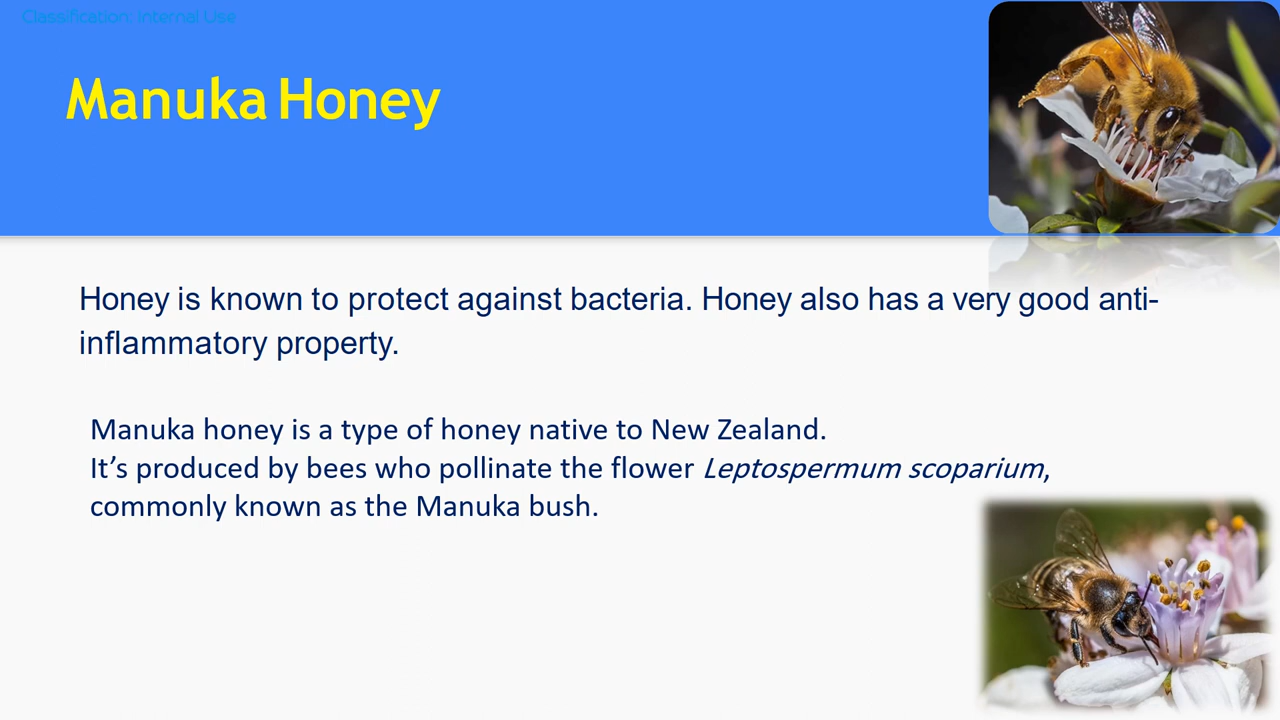 Classification: Internal Use
Manuka Honey
Honey is known to protect against bacteria. Honey also has a very good anti-
inflammatory property.
Manuka honey is a type of honey native to New Zealand.
It’s produced by bees who pollinate the flower Leptospermum scoparium,
commonly known as the Manuka bush.